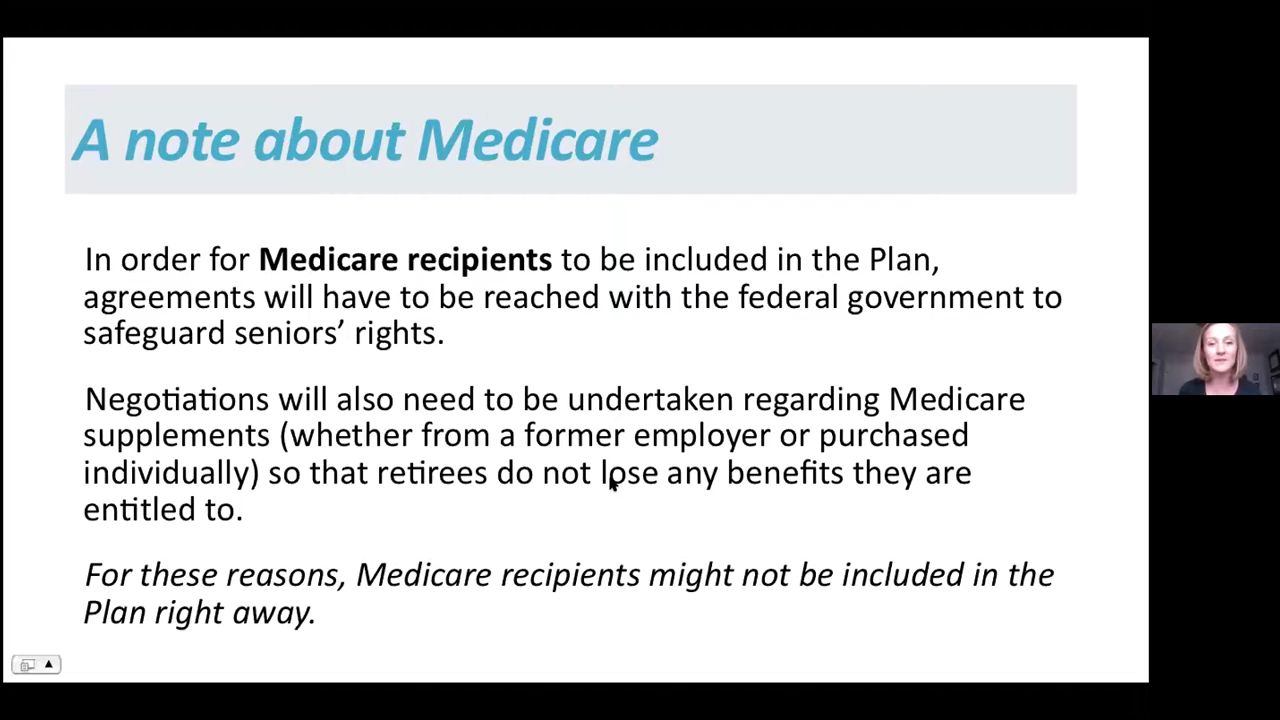 A note about Medicare
In order for Medicare recipients to be included in the Plan,
agreements will have to be reached with the federal government to
safeguard seniors’ rights.
Negotiations will also need to be undertaken regarding Medicare
supplements (whether from a former employer or purchased
individually) so that retirees do not lose any benefits they are
entitled to.
For these reasons, Medicare recipients might not be included in the
Plan right away.